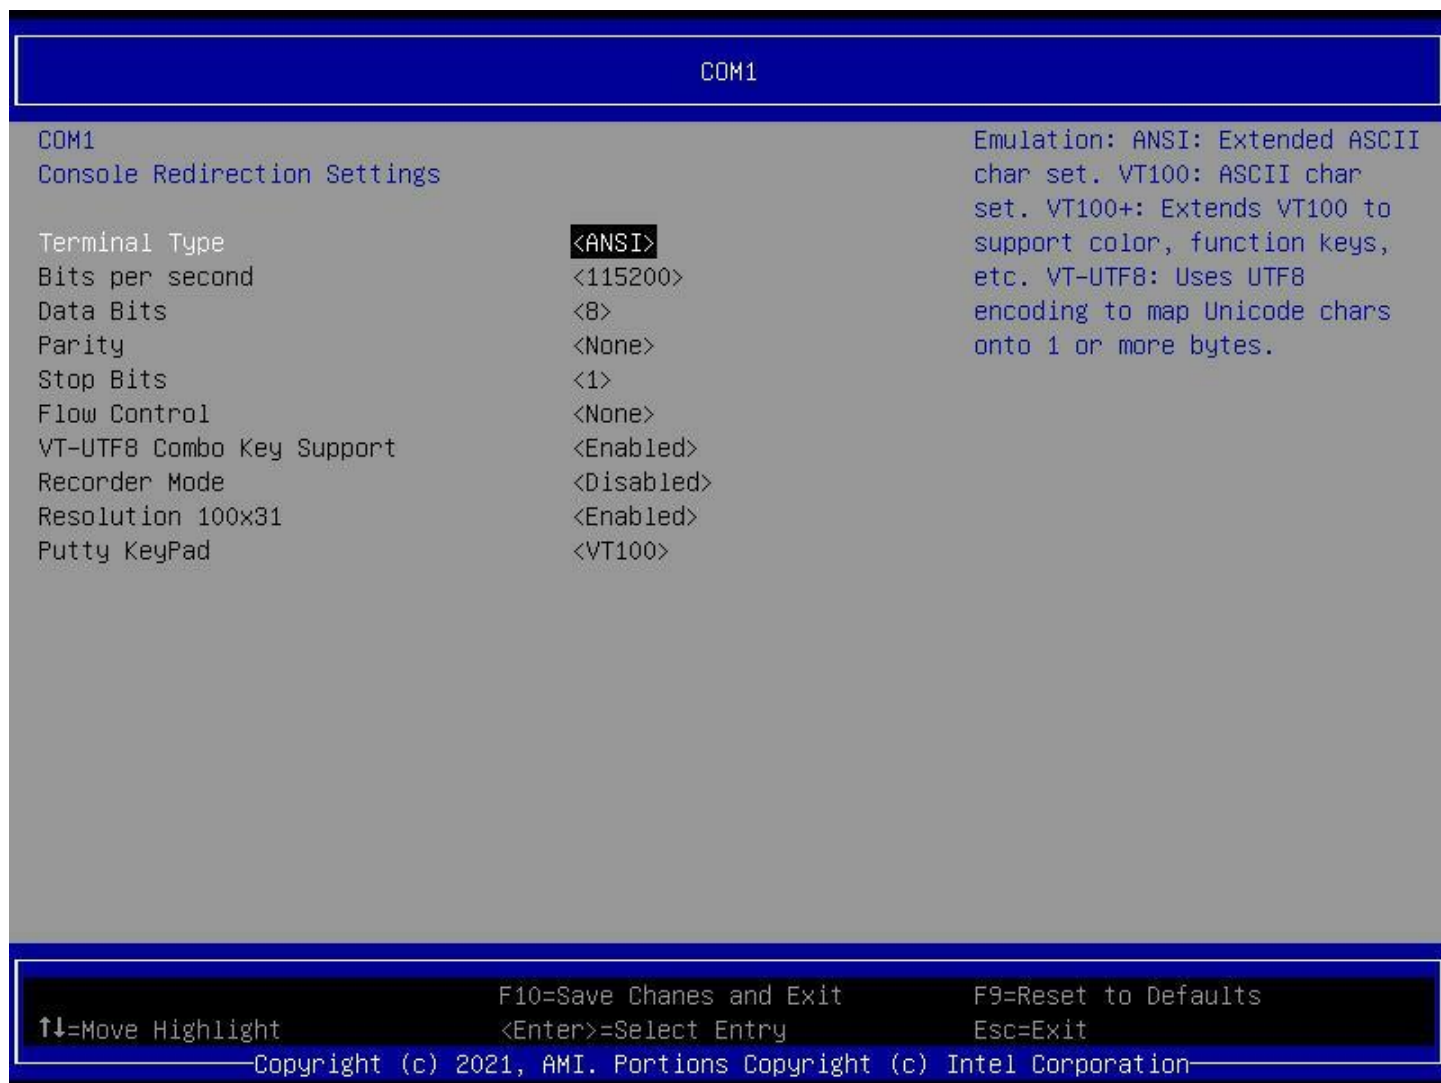 COM1
COM1
Console Redirection Settings
Terminal Type <ANSI>
Bits per second <115200>
Data Bits <8>
Parity <None>
Stop Bits <1>
Flow Control <None>
VT-UTF8 Combo Key Support <Enabled>
Recorder Mode <Disabled>
Resolution 100x31 <Enabled>
Putty KeyPad <VT100>
Emulation: ANSI: Extended ASCII
char set. VT100: ASCII char
set. VT100+: Extends VT100 to
support color, function keys,
etc. VT-UTF8: Uses UTF8
encoding to map Unicode chars
onto 1 or more bytes.
F10=Save Chanes and Exit F9=Reset to Defaults
↑↓=Move Highlight <Enter>=Select Entry Esc=Exit
Copyright (c) 2021, AMI. Portions Copyright (c) Intel Corporation